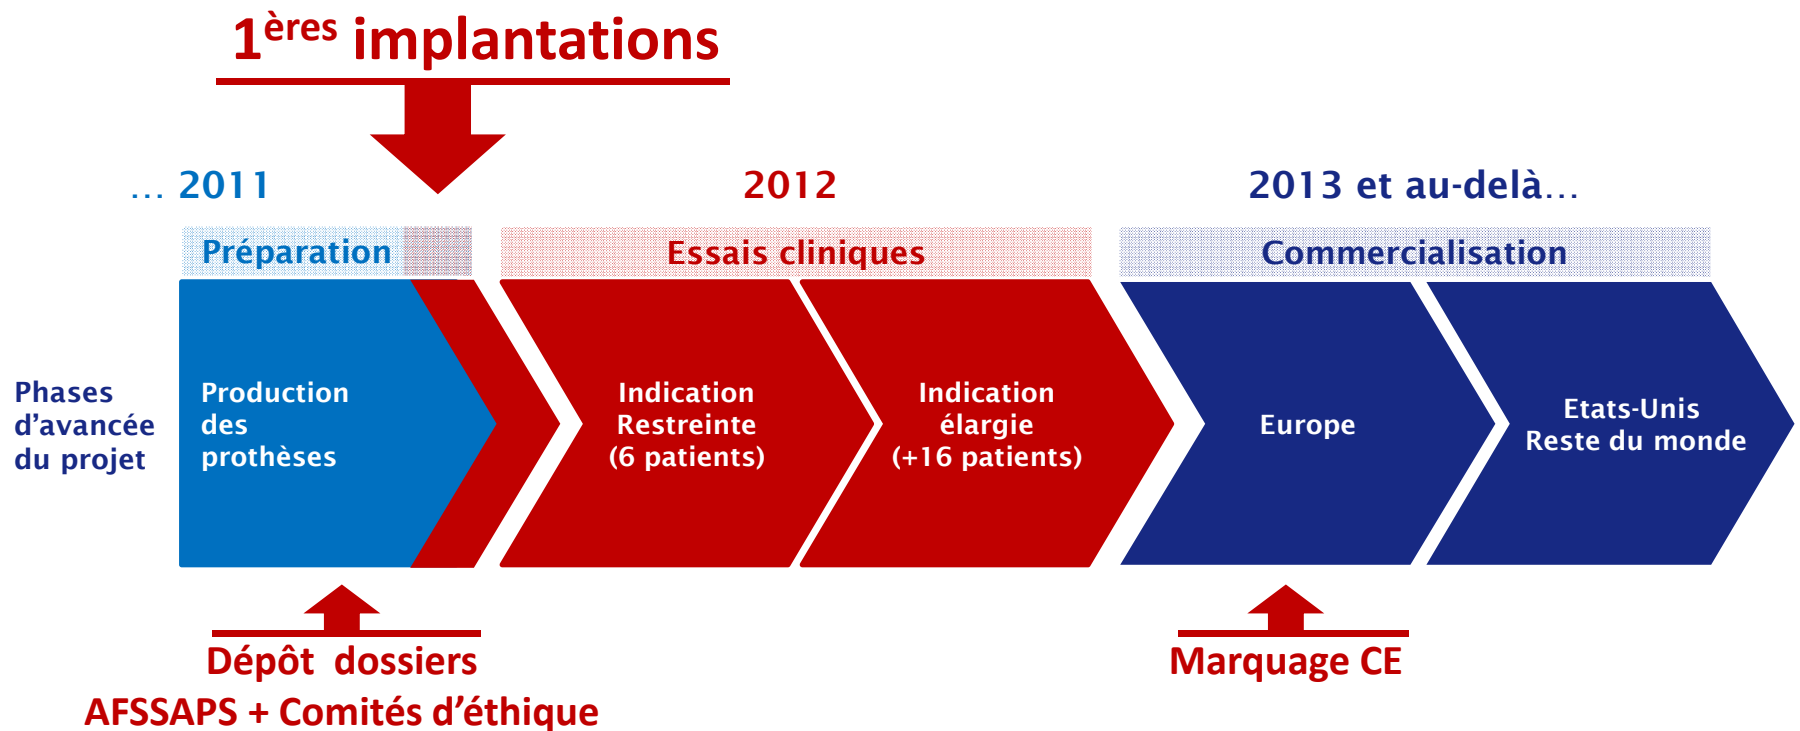 1ères implantations
… 2011
2012
2013 et au-delà…
Préparation
Essais cliniques
Commercialisation
Phases
d’avancée
du projet
Production
des
prothèses
Indication
Restreinte
(6 patients)
Indication
élargie
(+16 patients)
Europe
Etats-Unis
Reste du monde
Dépôt dossiers
AFSSAPS + Comités d’éthique
Marquage CE